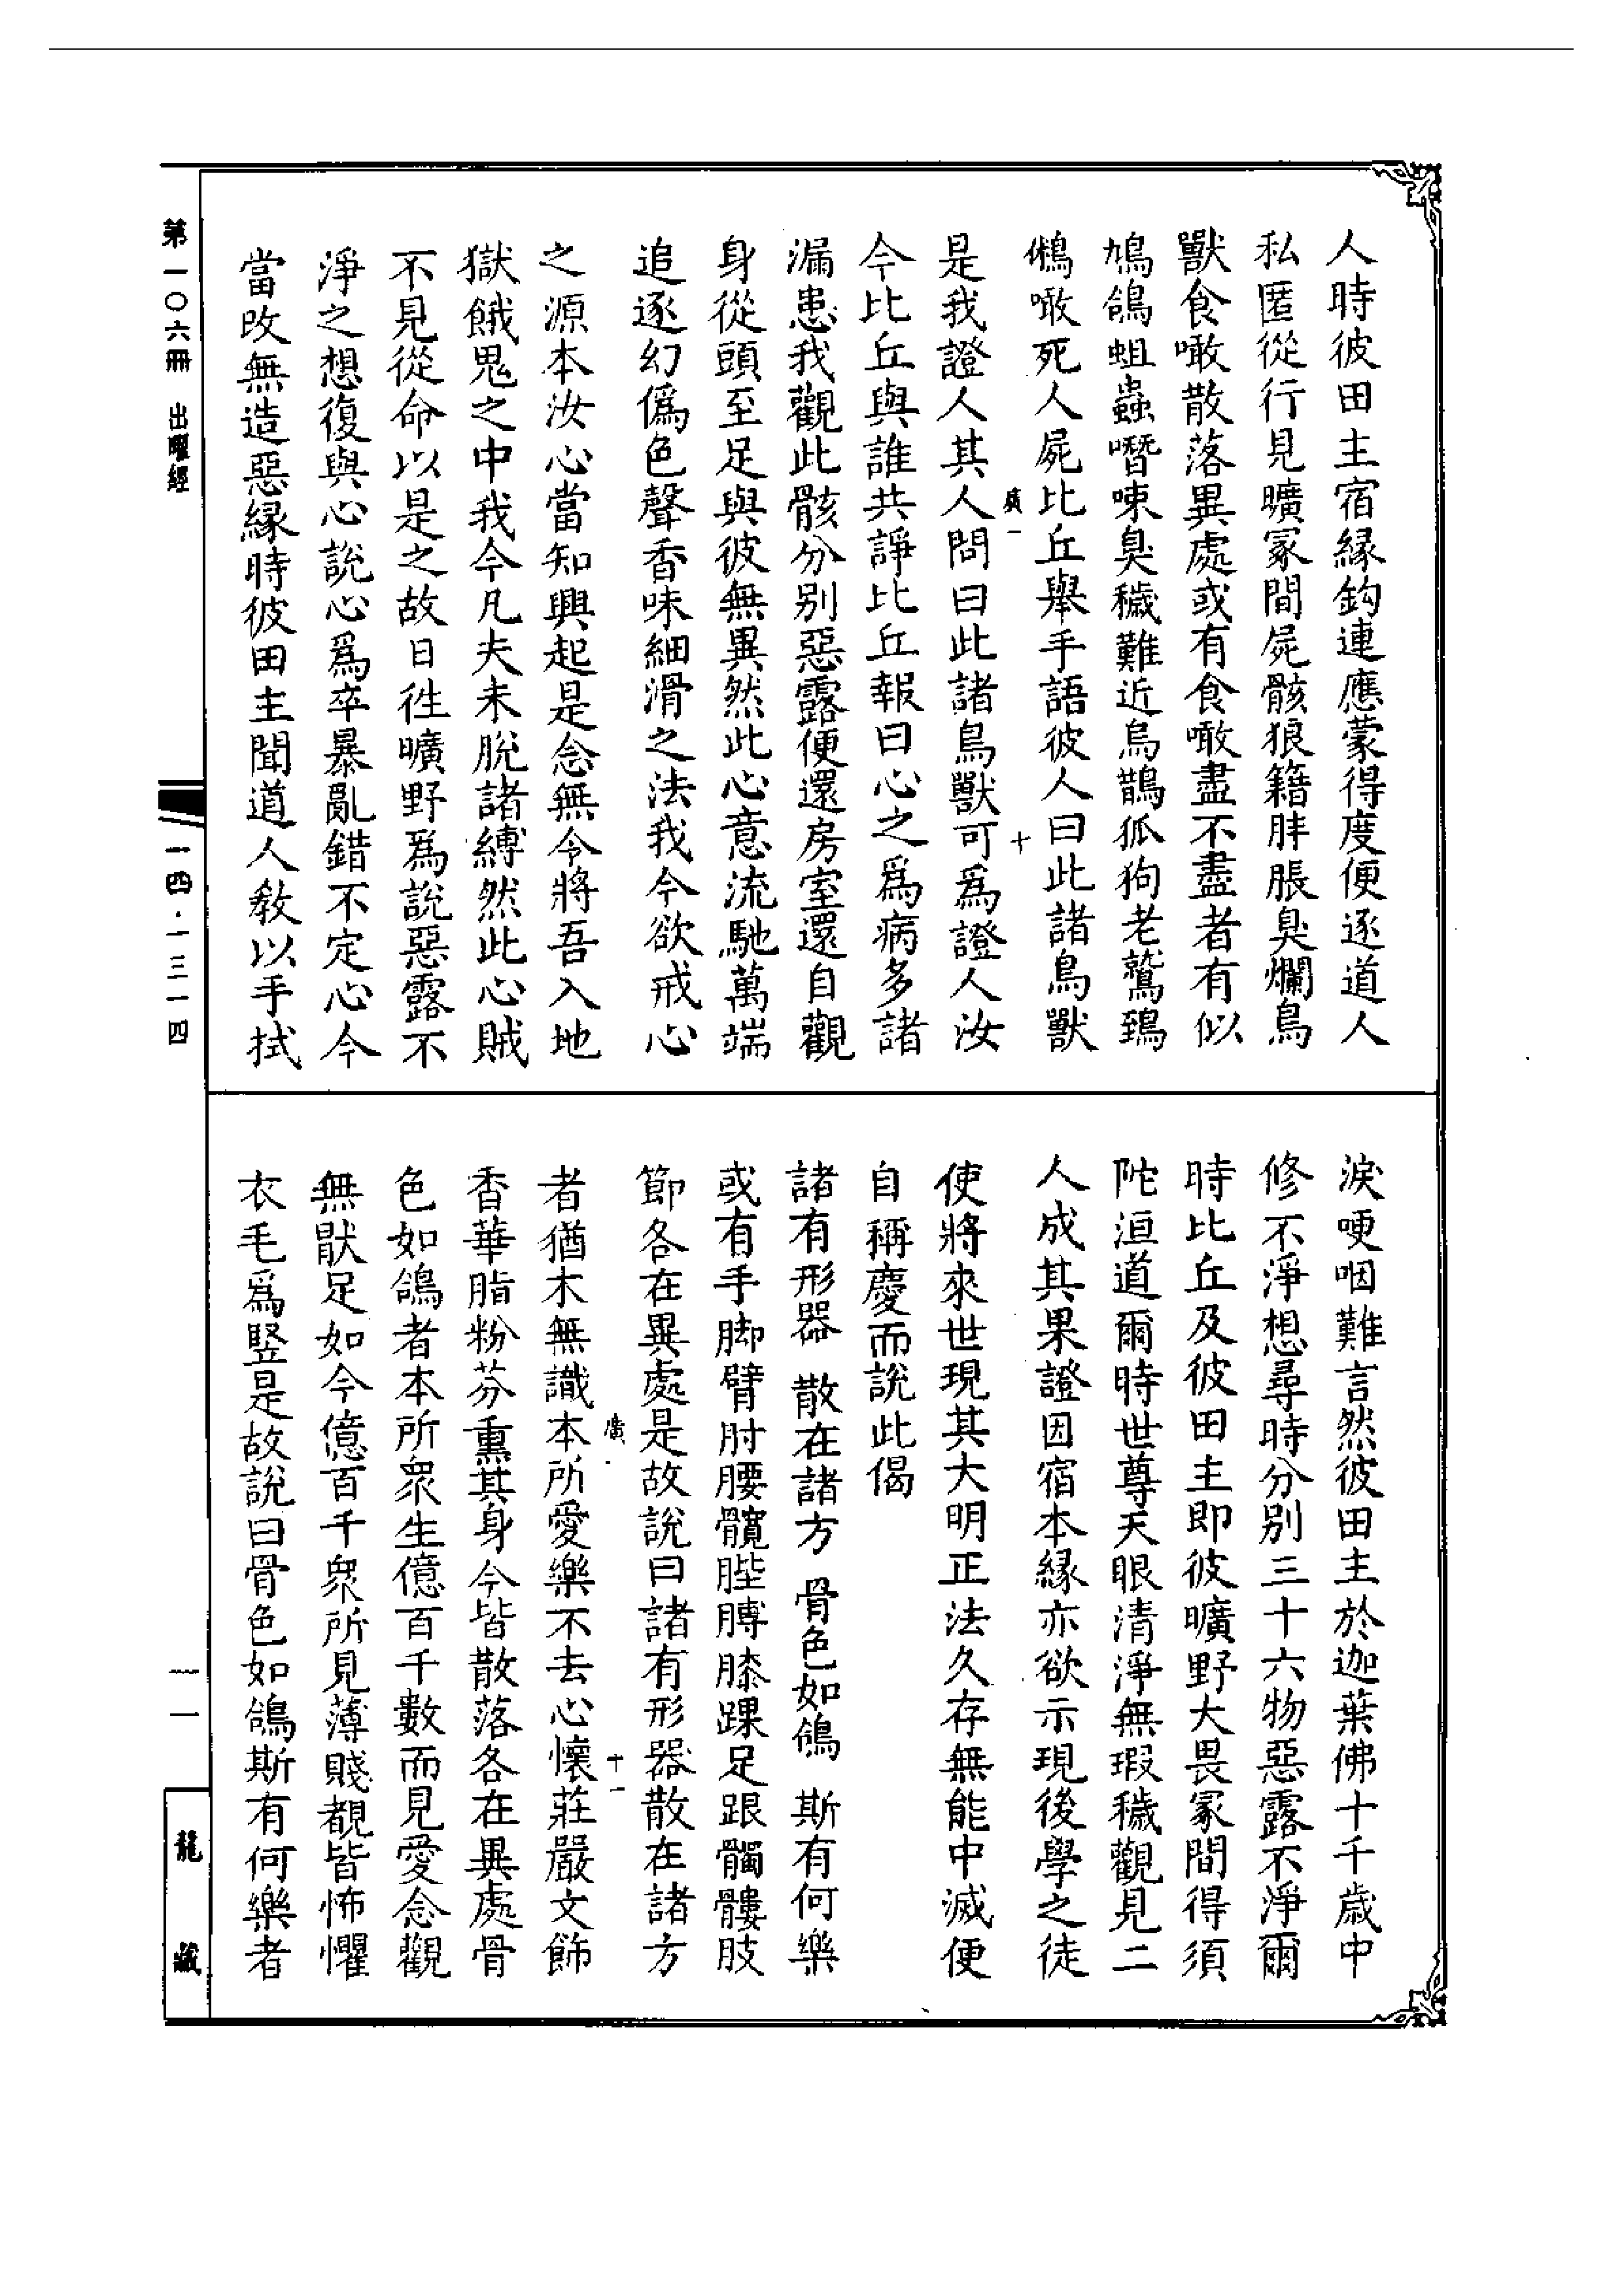 人時彼田主宿縁鈎連應蒙得度便逐道人
私匿從行見曠冢間屍骸狼籍胖脹臭爛鳥
獸食噉散落異處或有食噉盡不盡者有似
鳩鴿蛆蟲噆㖒臭穢難近烏鵲狐狗老鷲鵄
鵂噉死人屍比丘舉手語彼人曰此諸鳥獸
廣一
十
是我證人其人問曰此諸鳥獸可爲證人汝
今比丘與誰共諍比丘報曰心之爲病多諸
漏患我觀此骸分別惡露便還房室還自觀
身從頭至足與彼無異然此心意流馳萬端
追逐幻僞色聲香味細滑之法我今欲戒心
之源本汝心當知興起是念無令將吾入地
獄餓鬼之中我今凡夫未脫諸縛然此心賊
不見從命以是之故日往曠野爲說惡露不
淨之想復與心說心爲卒暴亂錯不定心今
當改無造惡縁時彼田主聞道人教以手拭
淚哽咽難言然彼田主於迦葉佛十千歲中
修不淨想尋時分別三十六物惡露不淨爾
時比丘及彼田主即彼曠野大畏冢間得須
陀洹道爾時世尊天眼清淨無瑕穢觀見二
人成其果證因宿本縁亦欲示現後學之徒
使將來世現其大明正法久存無能中滅便
自稱慶而說此偈
諸有形器 散在諸方 骨色如鴿 斯有何樂
或有手脚臂肘腰髖䏶膊膝踝足跟髑髏肢
節各在異處是故說曰諸有形器散在諸方
廣
十一
者猶木無識本所愛樂不去心懷莊嚴文飾
香華脂粉芬熏其身今皆散落各在異處骨
色如鴿者本所衆生億百千數而見愛念觀
無猒足如今億百千衆所見薄賤覩皆怖懼
衣毛爲竪是故說曰骨色如鴿斯有何樂者
第一〇六冊 出曜經
一四·一三一四
一一
龍藏